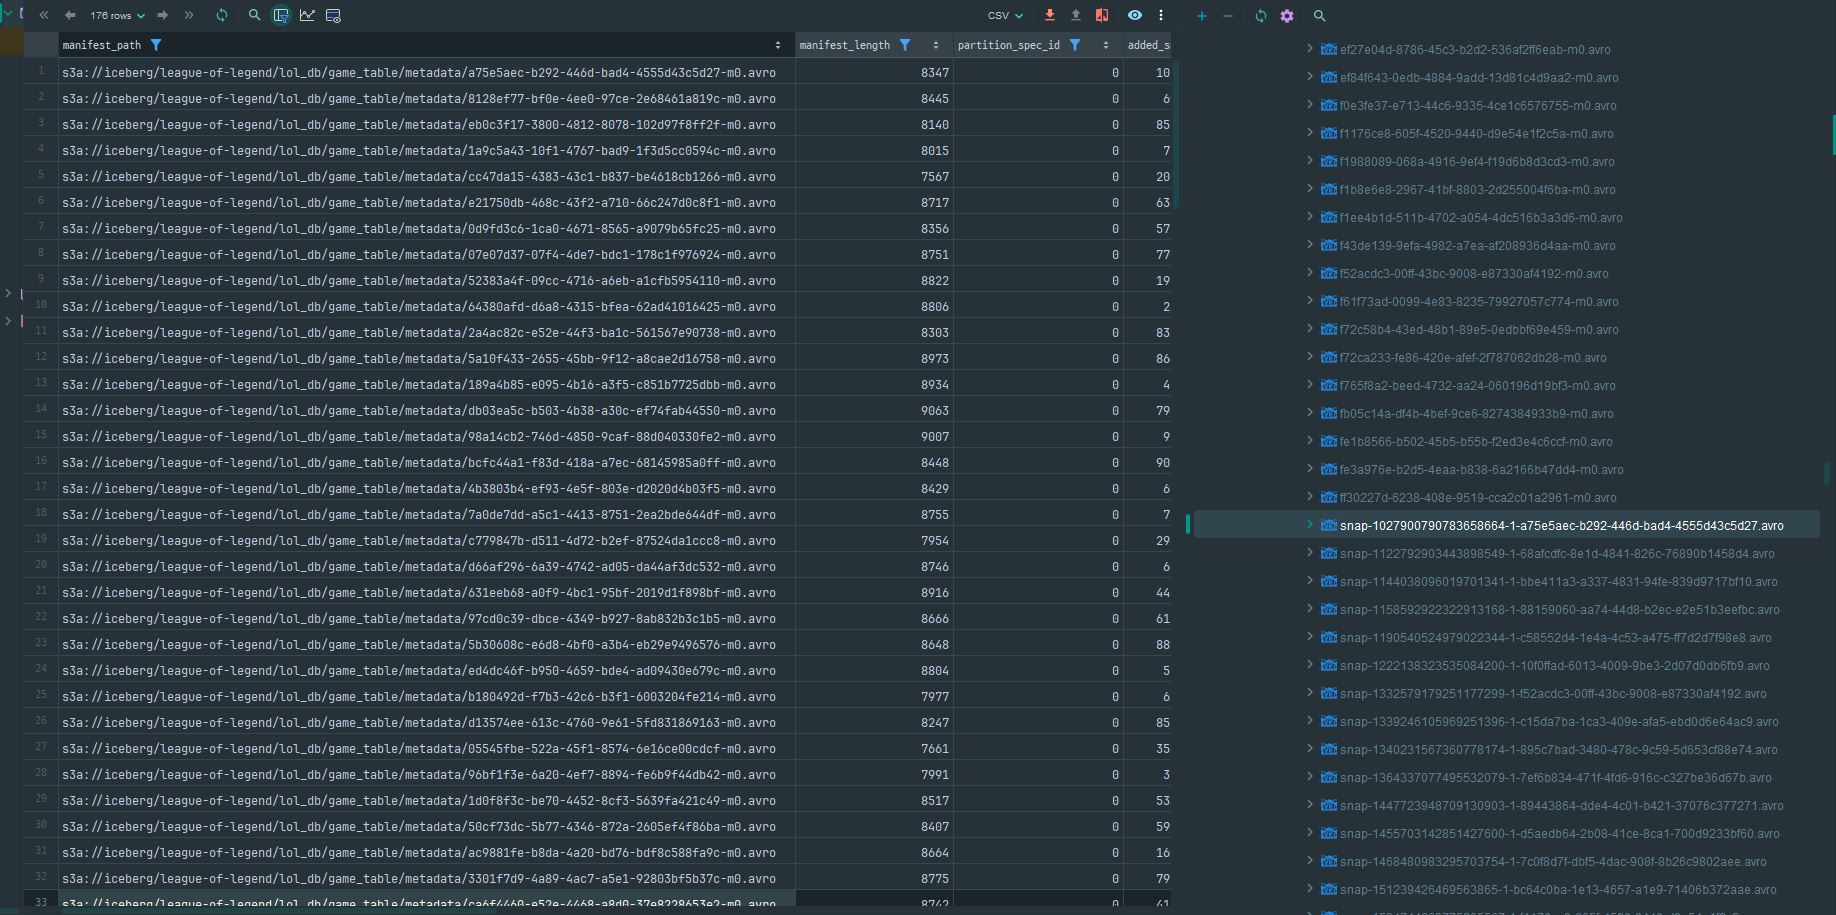 176 rows
CSV
manifest_path manifest_length partition_spec_id added_s
1 s3a://iceberg/league-of-legend/lol_db/game_table/metadata/a75e5aec-b292-446d-bad4-4555d43c5d27-m0.avro 8347 0 10
2 s3a://iceberg/league-of-legend/lol_db/game_table/metadata/8128ef77-bf0e-4ee0-97ce-2e68461a819c-m0.avro 8445 0 6
3 s3a://iceberg/league-of-legend/lol_db/game_table/metadata/eb0c3f17-3800-4812-8078-102d97f8ff2f-m0.avro 8140 0 85
4 s3a://iceberg/league-of-legend/lol_db/game_table/metadata/1a9c5a43-10f1-4767-bad9-1f3d5cc0594c-m0.avro 8015 0 7
5 s3a://iceberg/league-of-legend/lol_db/game_table/metadata/cc47da15-4383-43c1-b837-be4618cb1266-m0.avro 7567 0 20
6 s3a://iceberg/league-of-legend/lol_db/game_table/metadata/e21750db-468c-43f2-a710-66c247d0c8f1-m0.avro 8717 0 63
7 s3a://iceberg/league-of-legend/lol_db/game_table/metadata/0d9fd3c6-1ca0-4671-8565-a9079b65fc25-m0.avro 8356 0 57
8 s3a://iceberg/league-of-legend/lol_db/game_table/metadata/07e07d37-07f4-4de7-bdc1-178c1f976924-m0.avro 8751 0 77
9 s3a://iceberg/league-of-legend/lol_db/game_table/metadata/52383a4f-09cc-4716-a6eb-a1cfb5954110-m0.avro 8822 0 19
10 s3a://iceberg/league-of-legend/lol_db/game_table/metadata/64380afd-d6a8-4315-bfea-62ad41016425-m0.avro 8806 0 2
11 s3a://iceberg/league-of-legend/lol_db/game_table/metadata/2a4ac82c-e52e-44f3-ba1c-561567e90738-m0.avro 8303 0 83
12 s3a://iceberg/league-of-legend/lol_db/game_table/metadata/5a10f433-2655-45bb-9f12-a8cae2d16758-m0.avro 8973 0 86
13 s3a://iceberg/league-of-legend/lol_db/game_table/metadata/189a4b85-e095-4b16-a3f5-c851b7725dbb-m0.avro 8934 0 4
14 s3a://iceberg/league-of-legend/lol_db/game_table/metadata/db03ea5c-b503-4b38-a30c-ef74fab44550-m0.avro 9063 0 79
15 s3a://iceberg/league-of-legend/lol_db/game_table/metadata/98a14cb2-746d-4850-9caf-88d040330fe2-m0.avro 9007 0 9
16 s3a://iceberg/league-of-legend/lol_db/game_table/metadata/bcfc44a1-f83d-418a-a7ec-68145985a0ff-m0.avro 8448 0 90
17 s3a://iceberg/league-of-legend/lol_db/game_table/metadata/4b3803b4-ef93-4e5f-803e-d2020d4b03f5-m0.avro 8429 0 6
18 s3a://iceberg/league-of-legend/lol_db/game_table/metadata/7a0de7dd-a5c1-4413-8751-2ea2bde644df-m0.avro 8755 0 7
19 s3a://iceberg/league-of-legend/lol_db/game_table/metadata/c779847b-d511-4d72-b2ef-87524da1ccc8-m0.avro 7954 0 29
20 s3a://iceberg/league-of-legend/lol_db/game_table/metadata/d66af296-6a39-4742-ad05-da44af3dc532-m0.avro 8746 0 6
21 s3a://iceberg/league-of-legend/lol_db/game_table/metadata/631eeb68-a0f9-4bc1-95bf-2019d1f898bf-m0.avro 8916 0 44
22 s3a://iceberg/league-of-legend/lol_db/game_table/metadata/97cd0c39-dbce-4349-b927-8ab832b3c1b5-m0.avro 8666 0 61
23 s3a://iceberg/league-of-legend/lol_db/game_table/metadata/5b30608c-e6d8-4bf0-a3b4-eb29e9496576-m0.avro 8648 0 88
24 s3a://iceberg/league-of-legend/lol_db/game_table/metadata/ed4dc46f-b950-4659-bde4-ad09430e679c-m0.avro 8804 0 5
25 s3a://iceberg/league-of-legend/lol_db/game_table/metadata/b180492d-f7b3-42c6-b3f1-6003204fe214-m0.avro 7977 0 6
26 s3a://iceberg/league-of-legend/lol_db/game_table/metadata/d13574ee-613c-4760-9e61-5fd831869163-m0.avro 8247 0 85
27 s3a://iceberg/league-of-legend/lol_db/game_table/metadata/05545fbe-522a-45f1-8574-6e16ce00cdcf-m0.avro 7661 0 35
28 s3a://iceberg/league-of-legend/lol_db/game_table/metadata/96bf1f3e-6a20-4ef7-8894-fe6b9f44db42-m0.avro 7991 0 3
29 s3a://iceberg/league-of-legend/lol_db/game_table/metadata/1d0f8f3c-be70-4452-8cf3-5639fa421c49-m0.avro 8517 0 53
30 s3a://iceberg/league-of-legend/lol_db/game_table/metadata/50cf73dc-5b77-4346-872a-2605ef4f86ba-m0.avro 8407 0 59
31 s3a://iceberg/league-of-legend/lol_db/game_table/metadata/ac9881fe-b8da-4a20-bd76-bdf8c588fa9c-m0.avro 8664 0 16
32 s3a://iceberg/league-of-legend/lol_db/game_table/metadata/3301f7d9-4a89-4ac7-a5e1-92803bf5b37c-m0.avro 8775 0 79
33 s3a://iceberg/league-of-legend/lol_db/game_table/metadata/ca6f4460-e52e-4468-a8d0-37e8228653e2-m0.avro 8742 0 41
ef27e04d-8786-45c3-b2d2-536af2ff6eab-m0.avro
ef84f643-0edb-4884-9add-13d81c4d9aa2-m0.avro
f0e3fe37-e713-44c6-9335-4ce1c6576755-m0.avro
f1176ce8-605f-4520-9440-d9e54e1f2c5a-m0.avro
f1988089-068a-4916-9ef4-f19d6b8d3cd3-m0.avro
f1b8e6e8-2967-41bf-8803-2d255004f6ba-m0.avro
f1ee4b1d-511b-4702-a054-4dc516b3a3d6-m0.avro
f43de139-9efa-4982-a7ea-af208936d4aa-m0.avro
f52acdc3-00ff-43bc-9008-e87330af4192-m0.avro
f61f73ad-0099-4e83-8235-79927057c774-m0.avro
f72c58b4-43ed-48b1-89e5-0edbbf69e459-m0.avro
f72ca233-fe86-420e-afef-2f787062db28-m0.avro
f765f8a2-beed-4732-aa24-060196d19bf3-m0.avro
fb05c14a-df4b-4bef-9ce6-8274384933b9-m0.avro
fe1b8566-b502-45b5-b55b-f2ed3e4c6ccf-m0.avro
fe3a976e-b2d5-4eaa-b838-6a2166b47dd4-m0.avro
ff30227d-6238-408e-9519-cca2c01a2961-m0.avro
snap-1027900790783658664-1-a75e5aec-b292-446d-bad4-4555d43c5d27.avro
snap-1122792903443898549-1-68afcdfc-8e1d-4841-826c-76890b1458d4.avro
snap-1144038096019701341-1-bbe411a3-a337-4831-94fe-839d9717bf10.avro
snap-1158592922322913168-1-88159060-aa74-44d8-b2ec-e2e51b3eefbc.avro
snap-1190540524979022344-1-c58552d4-1e4a-4c53-a475-ff7d2d7f98e8.avro
snap-1222138323535084200-1-10f0ffad-6013-4009-9be3-2d07d0db6fb9.avro
snap-1332579179251177299-1-f52acdc3-00ff-43bc-9008-e87330af4192.avro
snap-1339246105969251396-1-c15da7ba-1ca3-409e-afa5-ebd0d6e64ac9.avro
snap-1340231567360778174-1-895c7bad-3480-478c-9c59-5d653cf88e74.avro
snap-1364337077495532079-1-7ef6b834-471f-4fd6-916c-c327be36d67b.avro
snap-1447723948709130903-1-89443864-dde4-4c01-b421-37076c377271.avro
snap-1455703142851427600-1-d5aedb64-2b08-41ce-8ca1-700d9233bf60.avro
snap-1468480983295703754-1-7c0f8d7f-dbf5-4dac-908f-8b26c9802aee.avro
snap-151239426469563865-1-bc64c0ba-1e13-4657-a1e9-71406b372aae.avro